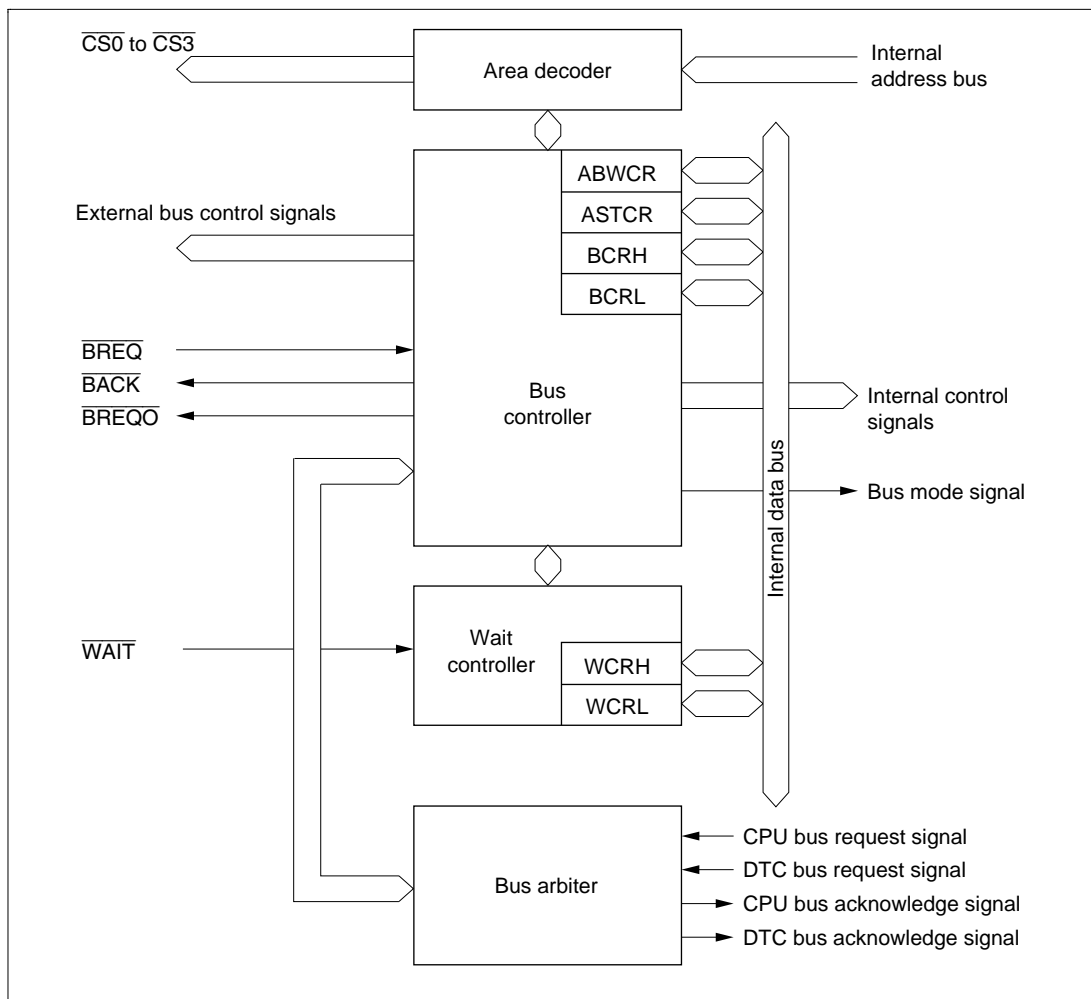 CS0 to CS3
Area decoder
Internal
address bus
ABWCR
ASTCR
External bus control signals
BCRH
BCRL
BREQ
BACK
BREQO
Bus
controller
Internal control
signals
Bus mode signal
Internal data bus
WAIT
Wait
controller
WCRH
WCRL
Bus arbiter
CPU bus request signal
DTC bus request signal
CPU bus acknowledge signal
DTC bus acknowledge signal